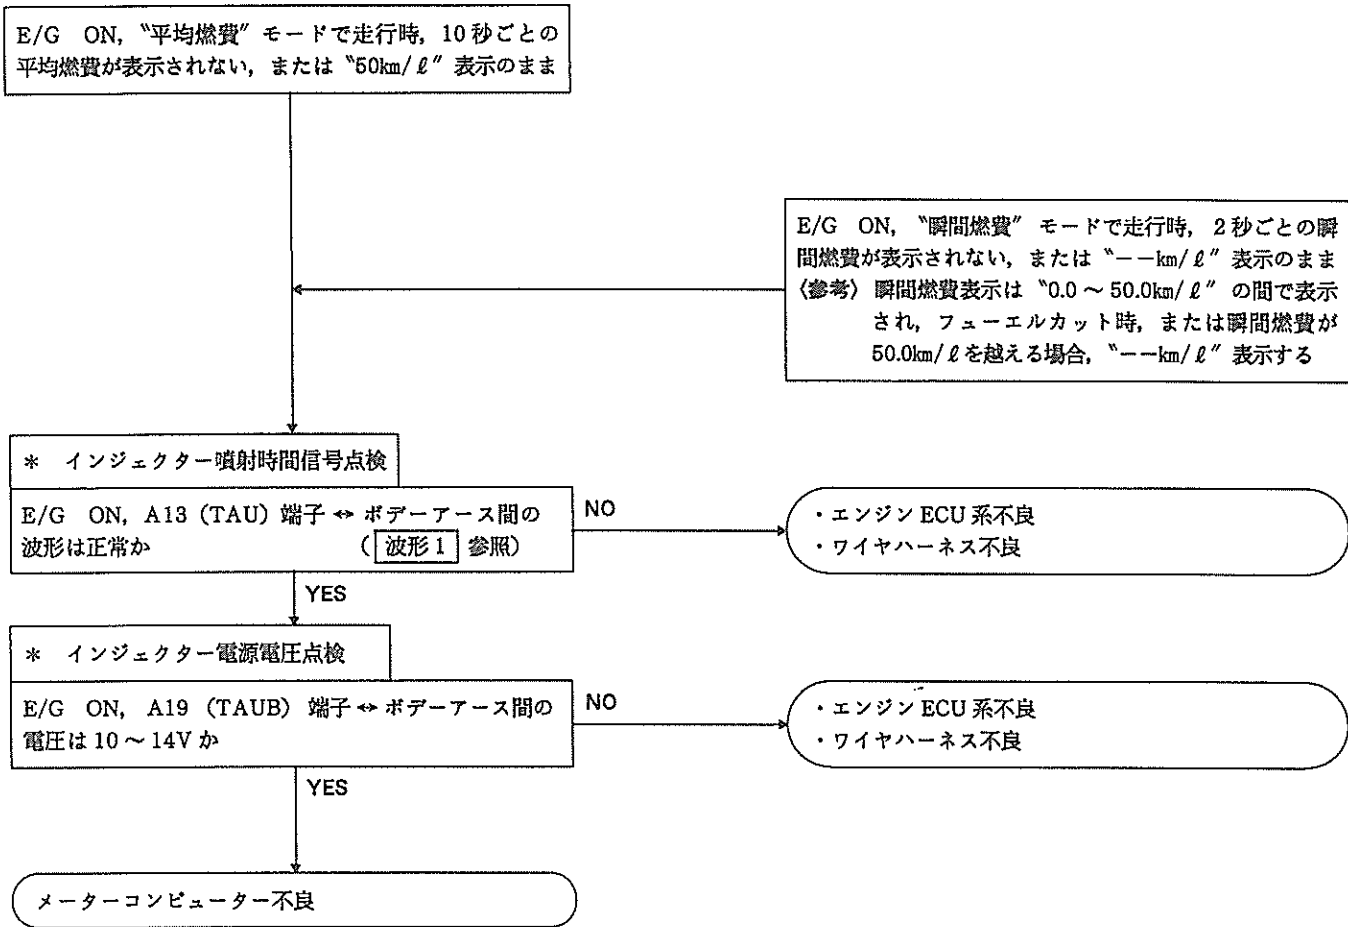 E/G ON, 〝平均燃費〞モードで走行時, 10秒ごとの
平均燃費が表示されない, または〝50km/ℓ〞表示のまま
E/G ON, 〝瞬間燃費〞モードで走行時, 2秒ごとの瞬
間燃費が表示されない, または〝−−km/ℓ〞表示のまま
〈参考〉瞬間燃費表示は〝0.0～50.0km/ℓ〞の間で表示
され, フューエルカット時, または瞬間燃費が
50.0km/ℓを越える場合, 〝−−km/ℓ〞表示する
* インジェクター噴射時間信号点検
E/G ON, A13 (TAU) 端子↔ボデーアース間の
波形は正常か (波形1 参照)
NO
・エンジンECU系不良
・ワイヤハーネス不良
YES
* インジェクター電源電圧点検
E/G ON, A19 (TAUB) 端子↔ボデーアース間の
電圧は10～14Vか
NO
・エンジンECU系不良
・ワイヤハーネス不良
YES
メーターコンピューター不良